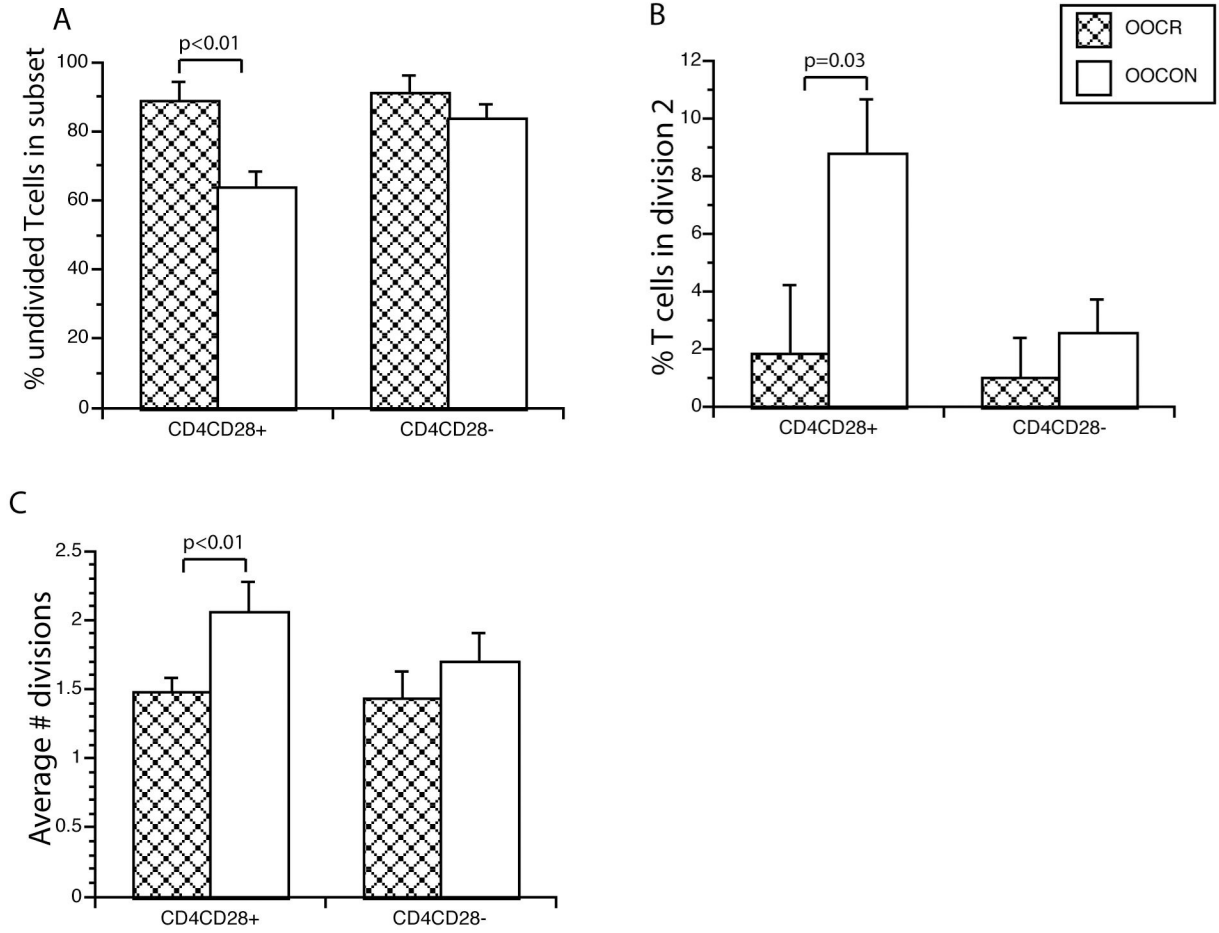 A
p<0.01
% undivided Tcells in subset
100
80
60
40
20
0
CD4CD28+ CD4CD28-
B
OOCR
OOCON
p=0.03
% T cells in division 2
12
10
8
6
4
2
0
CD4CD28+ CD4CD28-
C
p<0.01
Average # divisions
2.5
2
1.5
1
0.5
0
CD4CD28+ CD4CD28-